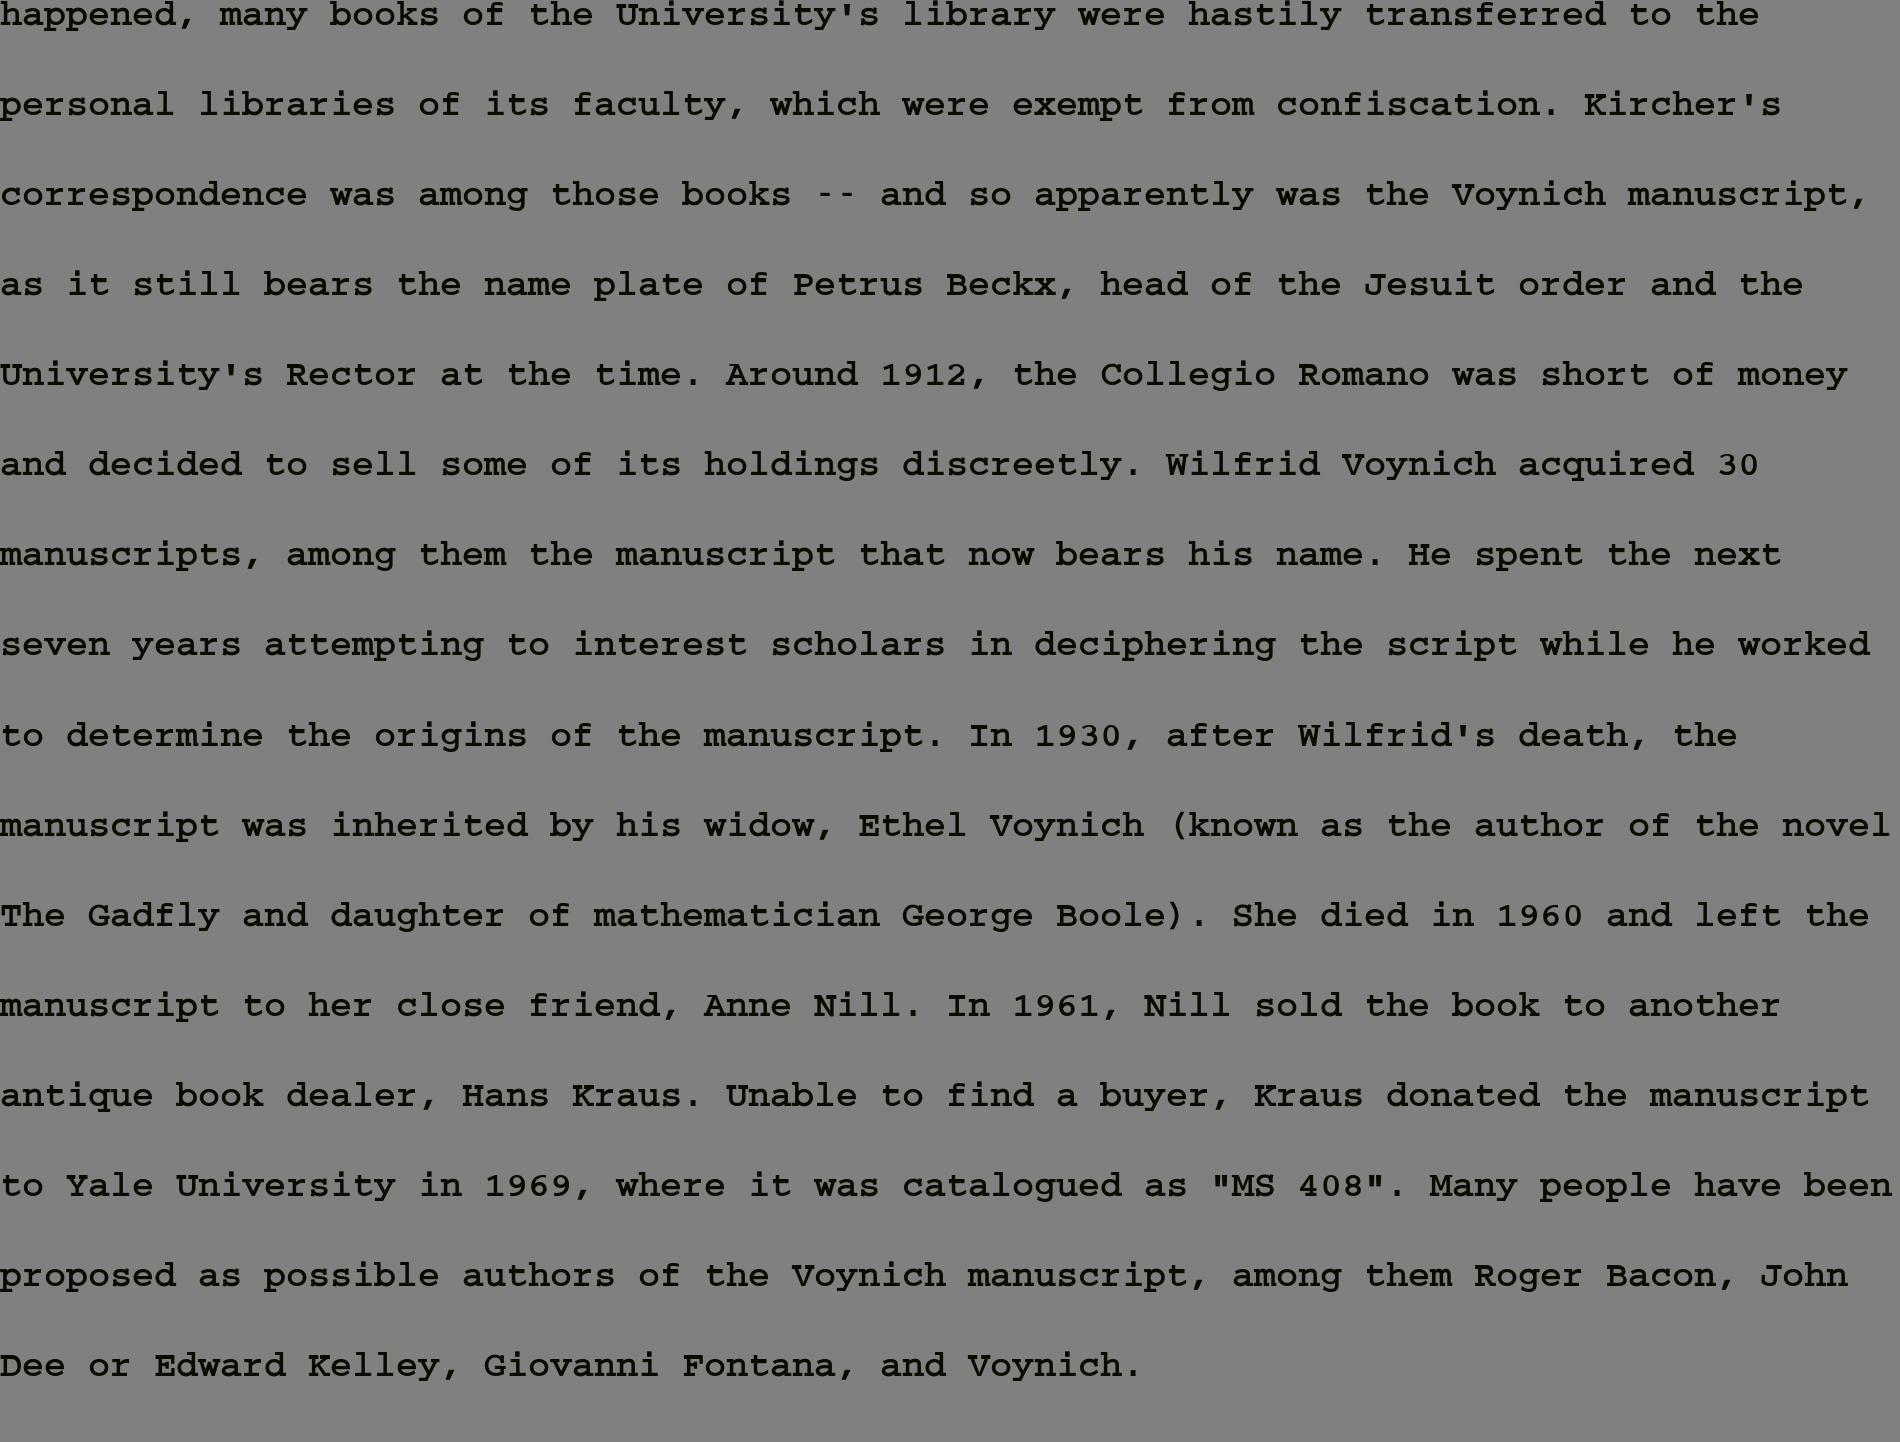 happened, many books of the University's library were hastily transferred to the
personal libraries of its faculty, which were exempt from confiscation. Kircher's
correspondence was among those books -- and so apparently was the Voynich manuscript,
as it still bears the name plate of Petrus Beckx, head of the Jesuit order and the
University's Rector at the time. Around 1912, the Collegio Romano was short of money
and decided to sell some of its holdings discreetly. Wilfrid Voynich acquired 30
manuscripts, among them the manuscript that now bears his name. He spent the next
seven years attempting to interest scholars in deciphering the script while he worked
to determine the origins of the manuscript. In 1930, after Wilfrid's death, the
manuscript was inherited by his widow, Ethel Voynich (known as the author of the novel
The Gadfly and daughter of mathematician George Boole). She died in 1960 and left the
manuscript to her close friend, Anne Nill. In 1961, Nill sold the book to another
antique book dealer, Hans Kraus. Unable to find a buyer, Kraus donated the manuscript
to Yale University in 1969, where it was catalogued as "MS 408". Many people have been
proposed as possible authors of the Voynich manuscript, among them Roger Bacon, John
Dee or Edward Kelley, Giovanni Fontana, and Voynich.